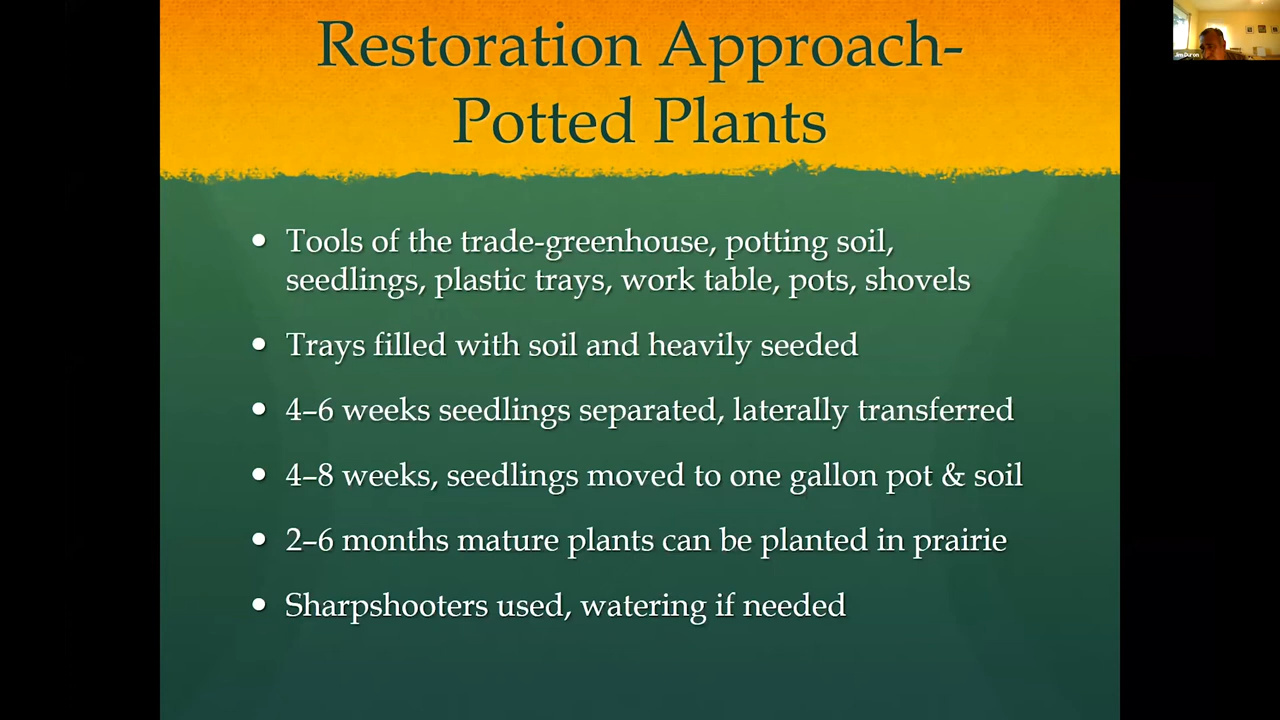 Restoration Approach-
Potted Plants
• Tools of the trade-greenhouse, potting soil,
seedlings, plastic trays, work table, pots, shovels
• Trays filled with soil and heavily seeded
• 4–6 weeks seedlings separated, laterally transferred
• 4–8 weeks, seedlings moved to one gallon pot & soil
• 2–6 months mature plants can be planted in prairie
• Sharpshooters used, watering if needed